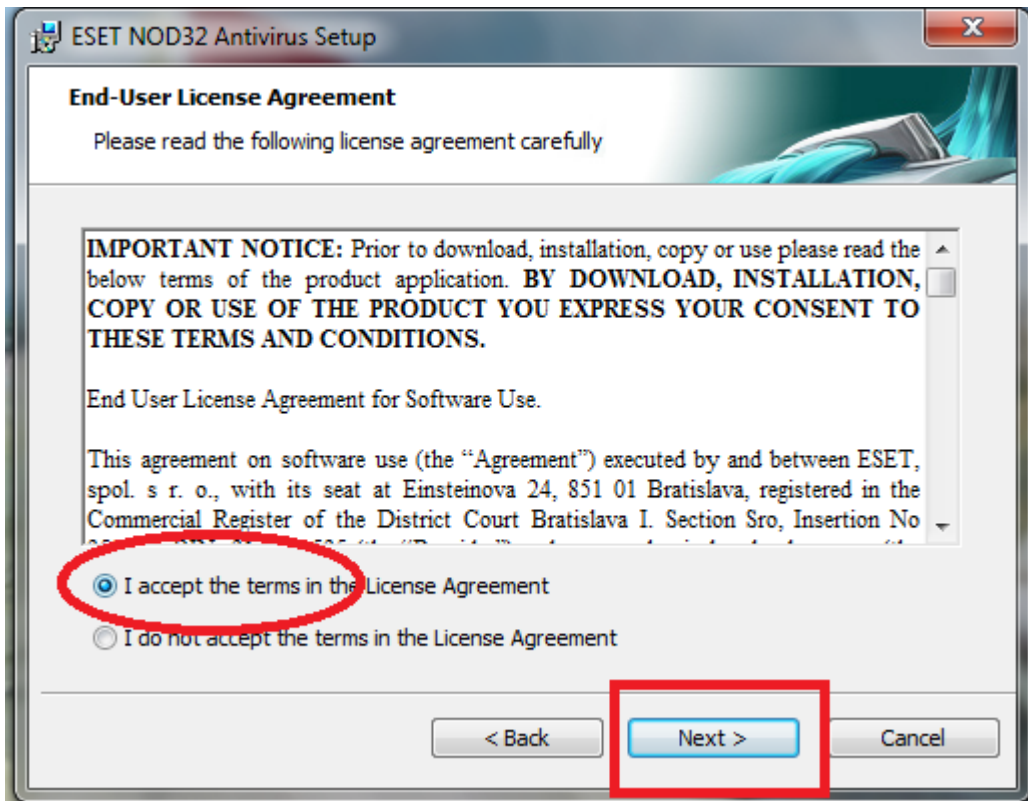 ESET NOD32 Antivirus Setup
End-User License Agreement
Please read the following license agreement carefully
IMPORTANT NOTICE: Prior to download, installation, copy or use please read the
below terms of the product application. BY DOWNLOAD, INSTALLATION,
COPY OR USE OF THE PRODUCT YOU EXPRESS YOUR CONSENT TO
THESE TERMS AND CONDITIONS.
End User License Agreement for Software Use.
This agreement on software use (the “Agreement”) executed by and between ESET,
spol. s r. o., with its seat at Einsteinova 24, 851 01 Bratislava, registered in the
Commercial Register of the District Court Bratislava I. Section Sro, Insertion No
I accept the terms in the License Agreement
I do not accept the terms in the License Agreement
< Back Next > Cancel